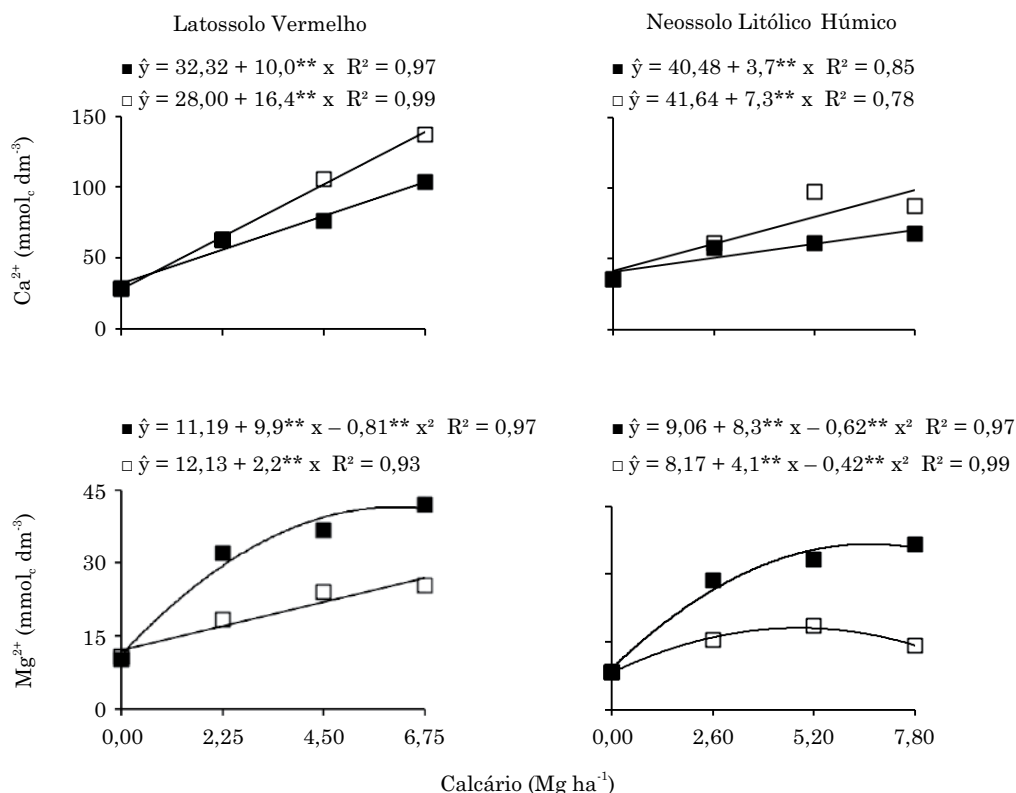 Latossolo Vermelho
Neossolo Litólico Húmico
■ ŷ = 32,32 + 10,0** x R² = 0,97
□ ŷ = 28,00 + 16,4** x R² = 0,99
■ ŷ = 40,48 + 3,7** x R² = 0,85
□ ŷ = 41,64 + 7,3** x R² = 0,78
Ca²⁺ (mmol꜀ dm⁻³)
150
100
50
0
■ ŷ = 11,19 + 9,9** x – 0,81** x² R² = 0,97
□ ŷ = 12,13 + 2,2** x R² = 0,93
■ ŷ = 9,06 + 8,3** x – 0,62** x² R² = 0,97
□ ŷ = 8,17 + 4,1** x – 0,42** x² R² = 0,99
Mg²⁺ (mmol꜀ dm⁻³)
45
30
15
0
0,00 2,25 4,50 6,75
0,00 2,60 5,20 7,80
Calcário (Mg ha⁻¹)